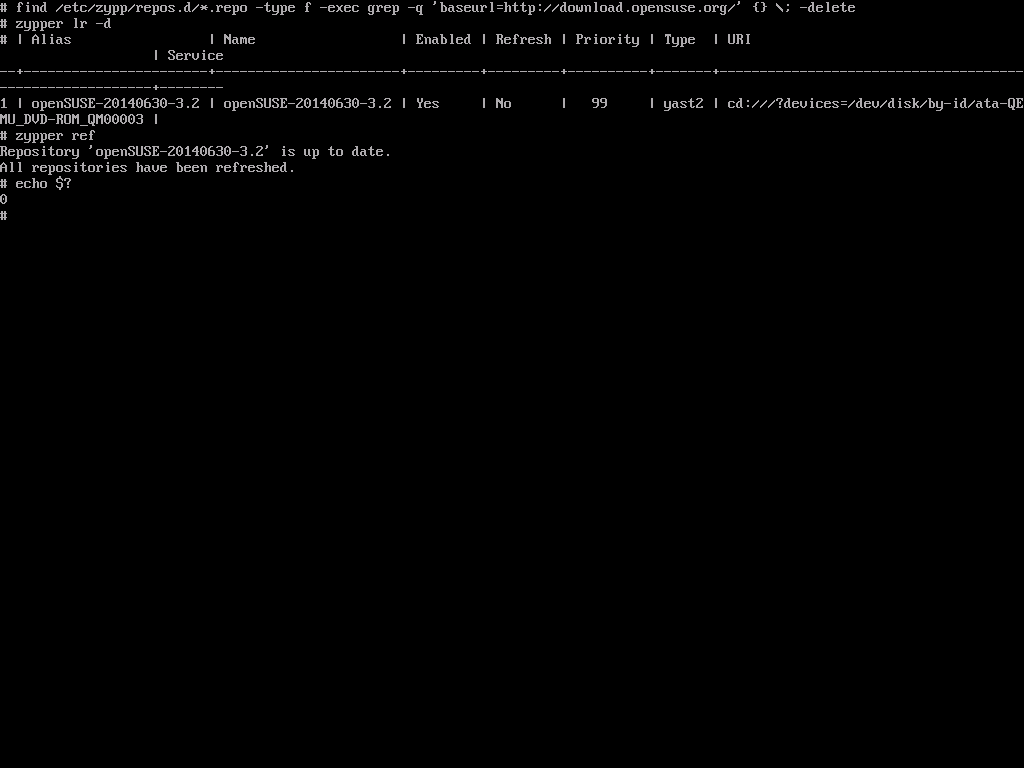 # find /etc/zypp/repos.d/*.repo -type f -exec grep -q 'baseurl=http://download.opensuse.org/' {} \; -delete
# zypper lr -d
# | Alias                 | Name                  | Enabled | Refresh | Priority | Type  | URI
                   | Service
--+-----------------------+-----------------------+---------+---------+----------+-------+--------------------------------------
-------------------+--------
1 | openSUSE-20140630-3.2 | openSUSE-20140630-3.2 | Yes     | No      |   99     | yast2 | cd:///?devices=/dev/disk/by-id/ata-QE
MU_DVD-ROM_QM00003 |
# zypper ref
Repository 'openSUSE-20140630-3.2' is up to date.
All repositories have been refreshed.
# echo $?
0
#